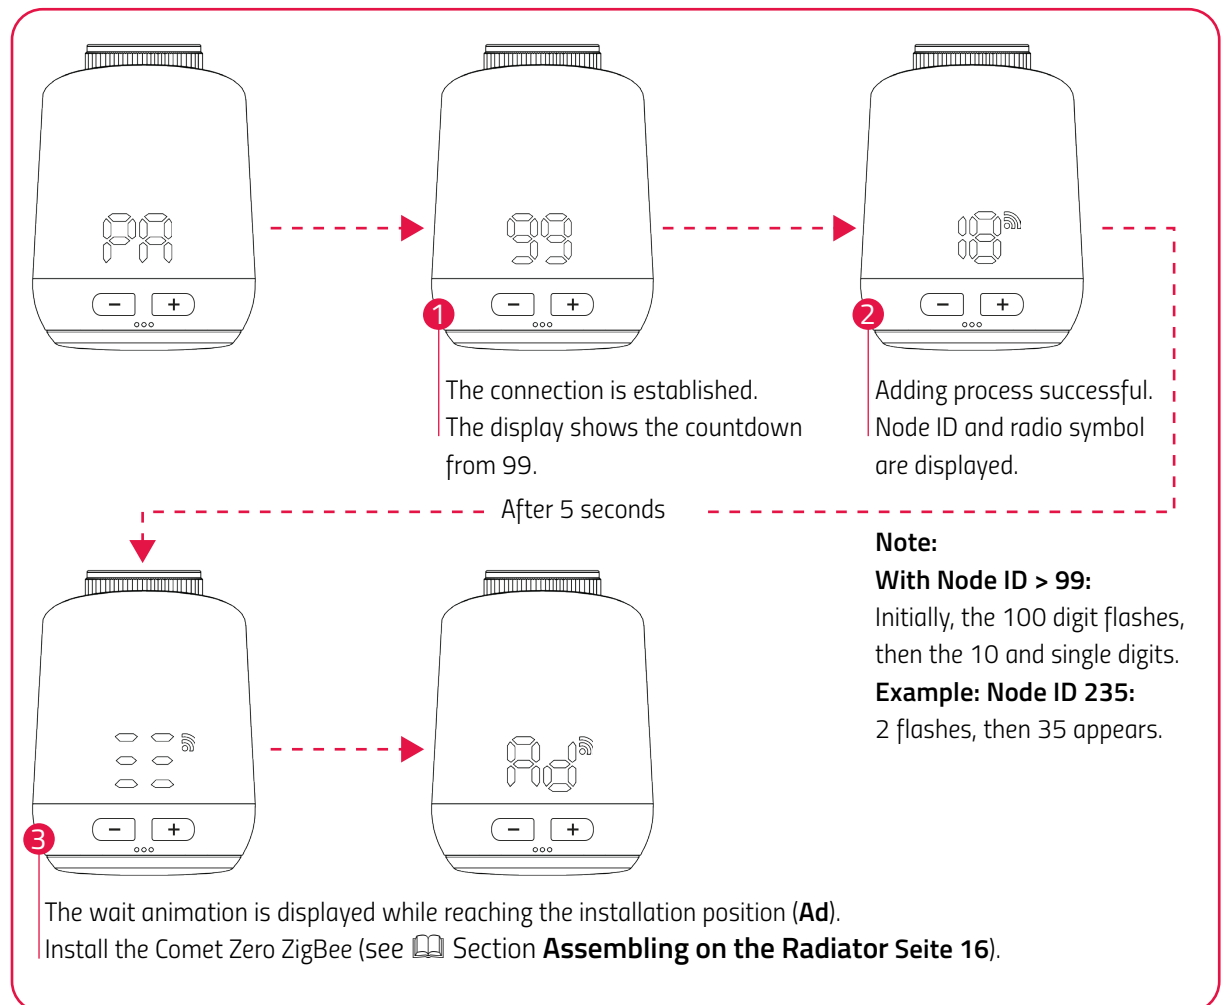 PA
99
18
− +
− +
− +
1
2
The connection is established.
The display shows the countdown
from 99.
Adding process successful.
Node ID and radio symbol
are displayed.
After 5 seconds
Note:
With Node ID > 99:
Initially, the 100 digit flashes,
then the 10 and single digits.
Example: Node ID 235:
2 flashes, then 35 appears.
Ad
− +
− +
3
The wait animation is displayed while reaching the installation position (Ad).
Install the Comet Zero ZigBee (see Section Assembling on the Radiator Seite 16).